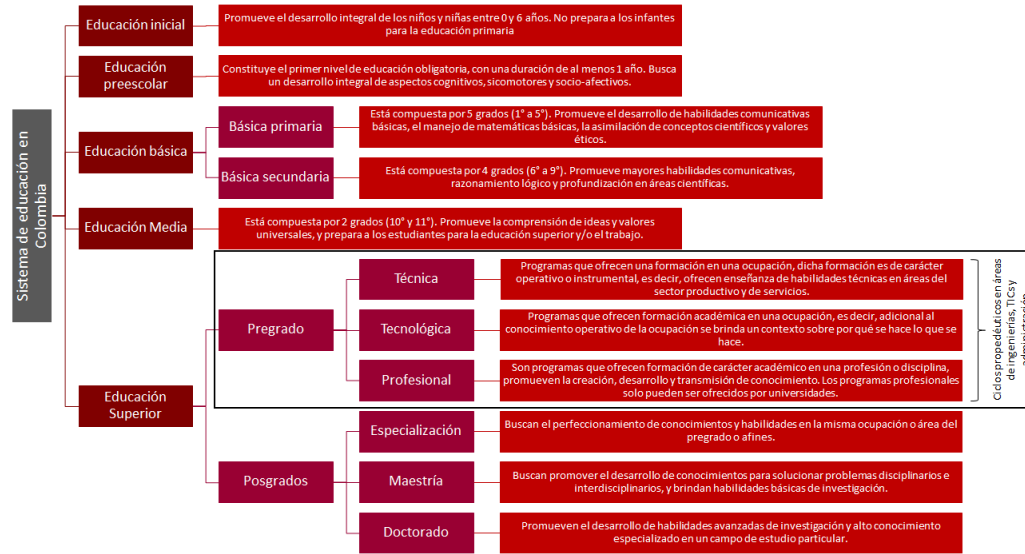 Sistema de educación en
Colombia
Educación inicial
Promueve el desarrollo integral de los niños y niñas entre 0 y 6 años. No prepara a los infantes
para la educación primaria
Educación
preescolar
Constituye el primer nivel de educación obligatoria, con una duración de al menos 1 año. Busca
un desarrollo integral de aspectos cognitivos, sicomotores y socio-afectivos.
Educación básica
Básica primaria
Está compuesta por 5 grados (1° a 5°). Promueve el desarrollo de habilidades comunicativas
básicas, el manejo de matemáticas básicas, la asimilación de conceptos científicos y valores
éticos.
Básica secundaria
Está compuesta por 4 grados (6° a 9°). Promueve mayores habilidades comunicativas,
razonamiento lógico y profundización en áreas científicas.
Educación Media
Está compuesta por 2 grados (10° y 11°). Promueve la comprensión de ideas y valores
universales, y prepara a los estudiantes para la educación superior y/o el trabajo.
Educación
Superior
Pregrado
Técnica
Programas que ofrecen una formación en una ocupación, dicha formación es de carácter
operativo o instrumental, es decir, ofrecen enseñanza de habilidades técnicas en áreas del
sector productivo y de servicios.
Tecnológica
Programas que ofrecen formación académica en una ocupación, es decir, adicional al
conocimiento operativo de la ocupación se brinda un contexto sobre por qué se hace lo que se
hace.
Profesional
Son programas que ofrecen formación de carácter académico en una profesión o disciplina,
promueven la creación, desarrollo y transmisión de conocimiento. Los programas profesionales
solo pueden ser ofrecidos por universidades.
Ciclos propedéuticos en áreas
de ingenierías, TICs y
administración
Posgrados
Especialización
Buscan el perfeccionamiento de conocimientos y habilidades en la misma ocupación o área del
pregrado o afines.
Maestría
Buscan promover el desarrollo de conocimientos para solucionar problemas disciplinarios e
interdisciplinarios, y brindan habilidades básicas de investigación.
Doctorado
Promueven el desarrollo de habilidades avanzadas de investigación y alto conocimiento
especializado en un campo de estudio particular.